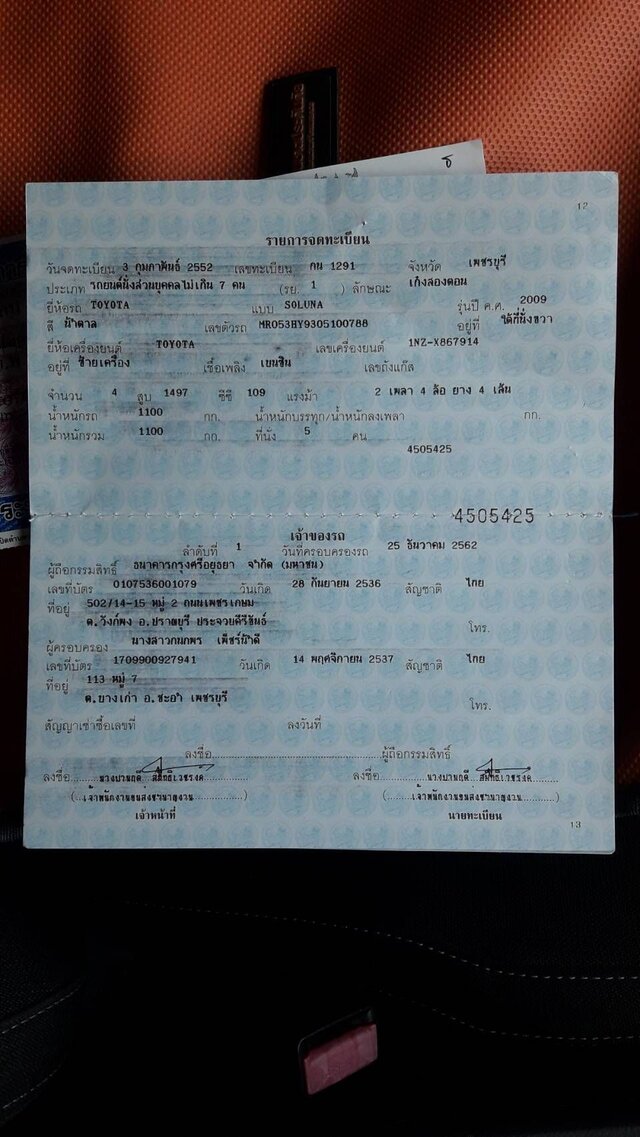 12
รายการจดทะเบียน
วันจดทะเบียน 3 กุมภาพันธ์ 2552 เลขทะเบียน กน 1291 จังหวัด เพชรบุรี
ประเภท รถยนต์นั่งส่วนบุคคลไม่เกิน 7 คน (รย. 1 ) ลักษณะ เก๋งสองตอน
ยี่ห้อรถ TOYOTA แบบ SOLUNA รุ่นปี ค.ศ. 2009
สี น้ำตาล เลขตัวรถ MR053HY9305100788 อยู่ที่ ใต้ที่นั่งขวา
ยี่ห้อเครื่องยนต์ TOYOTA เลขเครื่องยนต์ 1NZ-X867914
อยู่ที่ ซ้ายเครื่อง เชื้อเพลิง เบนซิน เลขถังแก๊ส
จำนวน 4 สูบ 1497 ซีซี 109 แรงม้า 2 เพลา 4 ล้อ ยาง 4 เส้น
น้ำหนักรถ 1100 กก. น้ำหนักบรรทุก/น้ำหนักลงเพลา กก.
น้ำหนักรวม 1100 กก. ที่นั่ง 5 คน
4505425
4505425
เจ้าของรถ
ลำดับที่ 1 วันที่ครอบครองรถ 25 ธันวาคม 2562
ผู้ถือกรรมสิทธิ์ ธนาคารกรุงศรีอยุธยา จำกัด (มหาชน)
เลขที่บัตร 0107536001079 วันเกิด 28 กันยายน 2536 สัญชาติ ไทย
ที่อยู่ 502/14-15 หมู่ 2 ถนนเพชรเกษม
ต.วังก์พง อ.ปราณบุรี ประจวบคีรีขันธ์ โทร.
ผู้ครอบครอง นางสาวกนกพร เพ็ชร์น้ำดี
เลขที่บัตร 1709900927941 วันเกิด 14 พฤศจิกายน 2537 สัญชาติ ไทย
ที่อยู่ 113 หมู่ 7
ต.บางเก่า อ.ชะอำ เพชรบุรี โทร.
สัญญาเช่าซื้อเลขที่ ลงวันที่
ลงชื่อ ผู้ถือกรรมสิทธิ์
ลงชื่อ ลงชื่อ
(เจ้าพนักงานขนส่งชำนาญงาน) (เจ้าพนักงานขนส่งชำนาญงาน)
เจ้าหน้าที่ นายทะเบียน
13